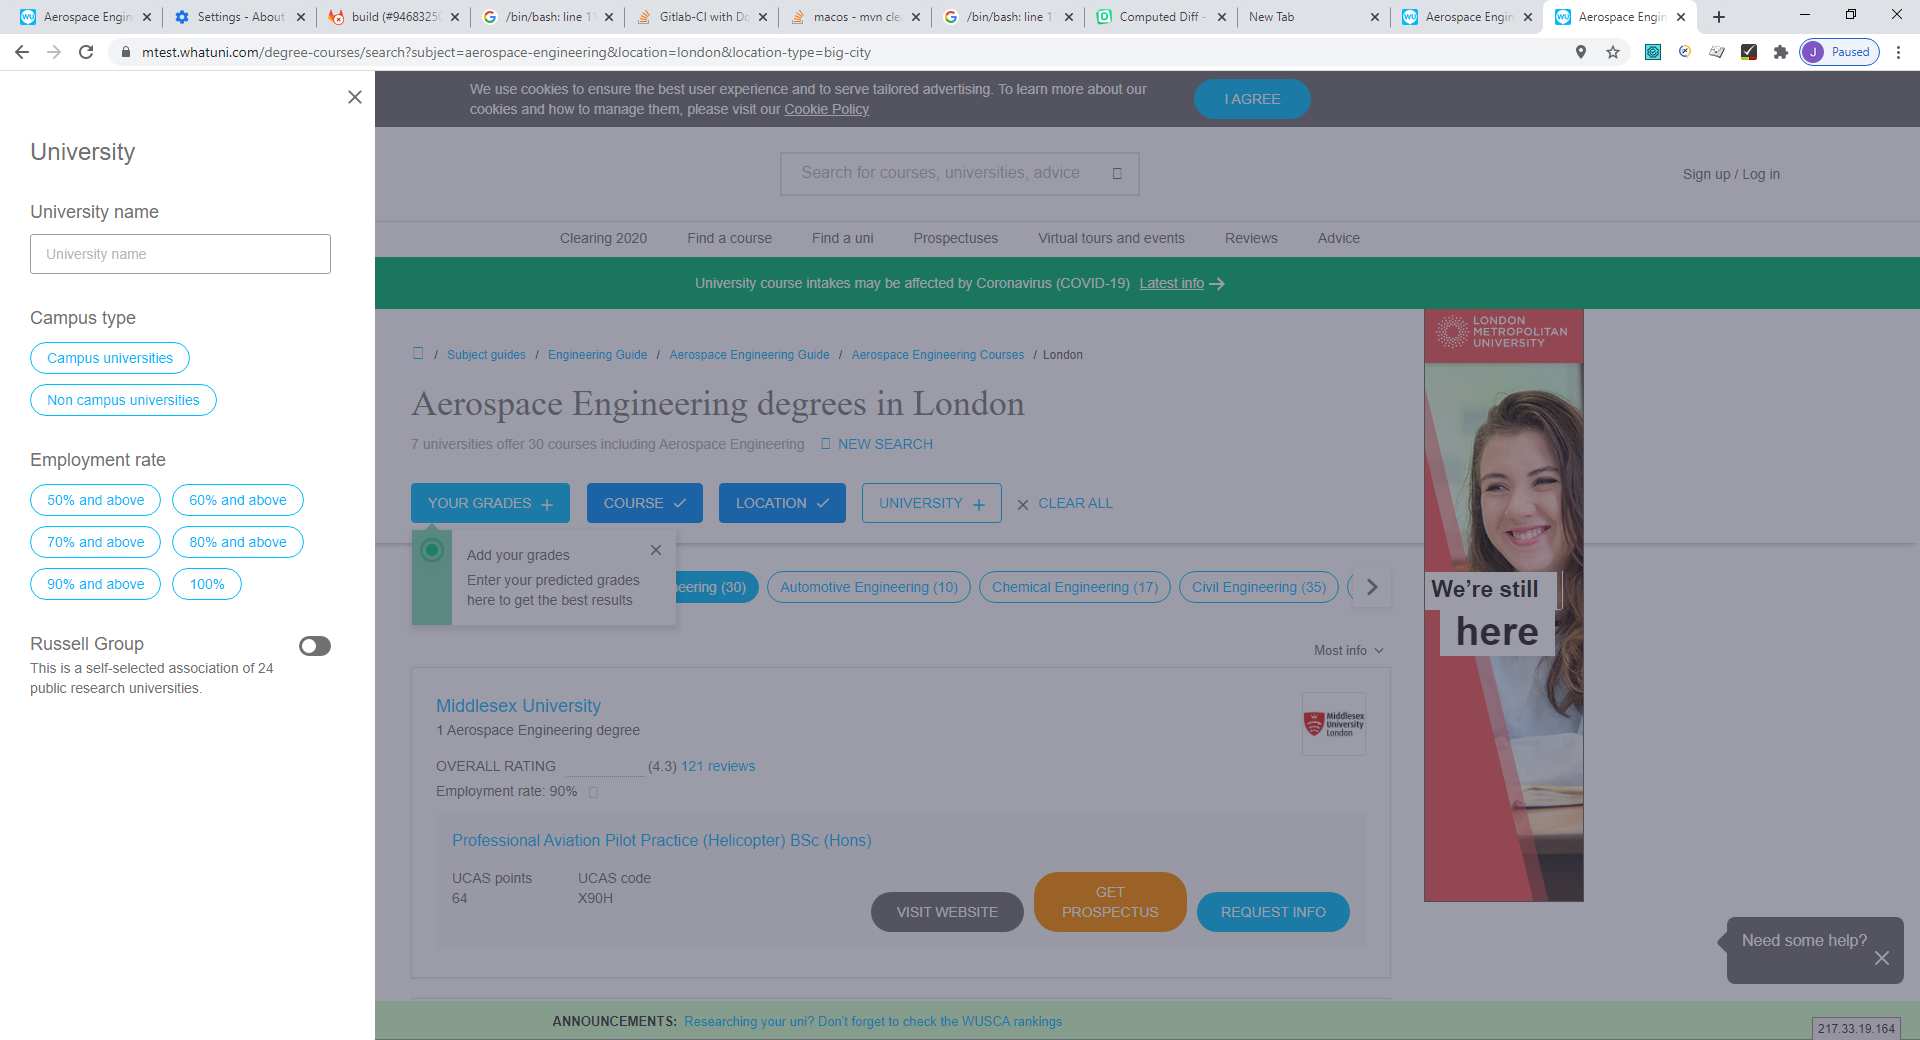 Aerospace Engin
Settings - About
build (#9468325
/bin/bash: line 1
Gitlab-CI with Do
macos - mvn cle
/bin/bash: line 1
Computed Diff -
New Tab
Aerospace Engin
Aerospace Engin
mtest.whatuni.com/degree-courses/search?subject=aerospace-engineering&location=london&location-type=big-city
J Paused
University
University name
University name
Campus type
Campus universities
Non campus universities
Employment rate
50% and above 60% and above
70% and above 80% and above
90% and above 100%
Russell Group
This is a self-selected association of 24
public research universities.
We use cookies to ensure the best user experience and to serve tailored advertising. To learn more about our
cookies and how to manage them, please visit our Cookie Policy
I AGREE
Search for courses, universities, advice
Sign up / Log in
Clearing 2020 Find a course Find a uni Prospectuses Virtual tours and events Reviews Advice
University course intakes may be affected by Coronavirus (COVID-19) Latest info
/ Subject guides / Engineering Guide / Aerospace Engineering Guide / Aerospace Engineering Courses / London
Aerospace Engineering degrees in London
7 universities offer 30 courses including Aerospace Engineering NEW SEARCH
YOUR GRADES COURSE LOCATION UNIVERSITY CLEAR ALL
Add your grades
Enter your predicted grades
here to get the best results
eering (30) Automotive Engineering (10) Chemical Engineering (17) Civil Engineering (35)
Most info
Middlesex University
1 Aerospace Engineering degree
OVERALL RATING (4.3) 121 reviews
Employment rate: 90%
Middlesex
University
London
Professional Aviation Pilot Practice (Helicopter) BSc (Hons)
UCAS points UCAS code
64 X90H
VISIT WEBSITE
GET
PROSPECTUS
REQUEST INFO
LONDON
METROPOLITAN
UNIVERSITY
We're still
here
Need some help?
ANNOUNCEMENTS: Researching your uni? Don't forget to check the WUSCA rankings
217.33.19.164